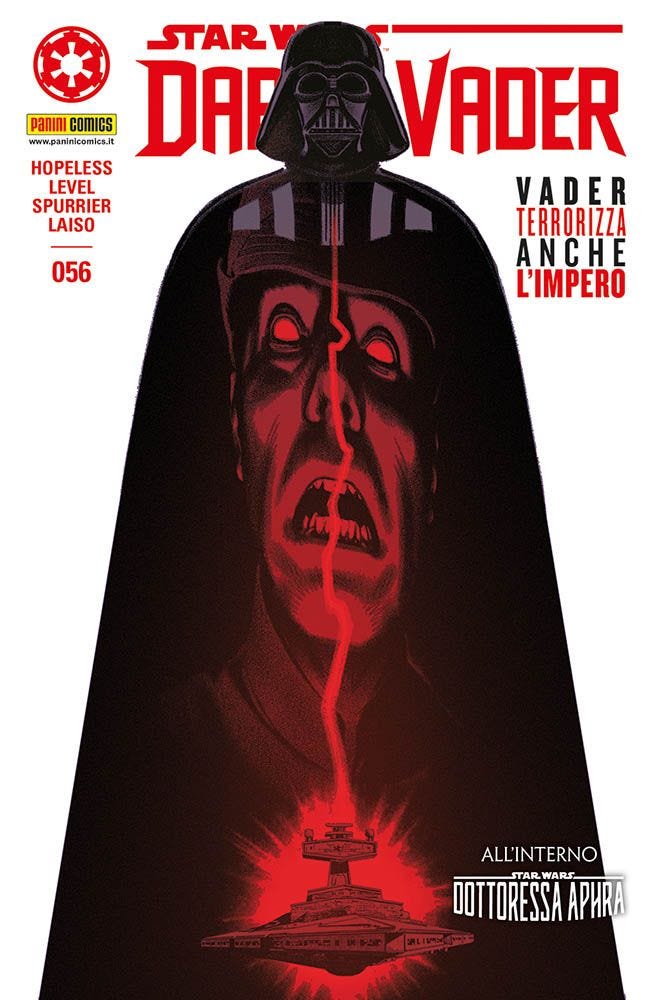 STAR WARS
DARTH VADER
PANINI COMICS
www.paninicomics.it
HOPELESS
LEVEL
SPURRIER
LAISO
056
VADER
TERRORIZZA
ANCHE
L'IMPERO
ALL'INTERNO
STAR WARS
DOTTORESSA APHRA